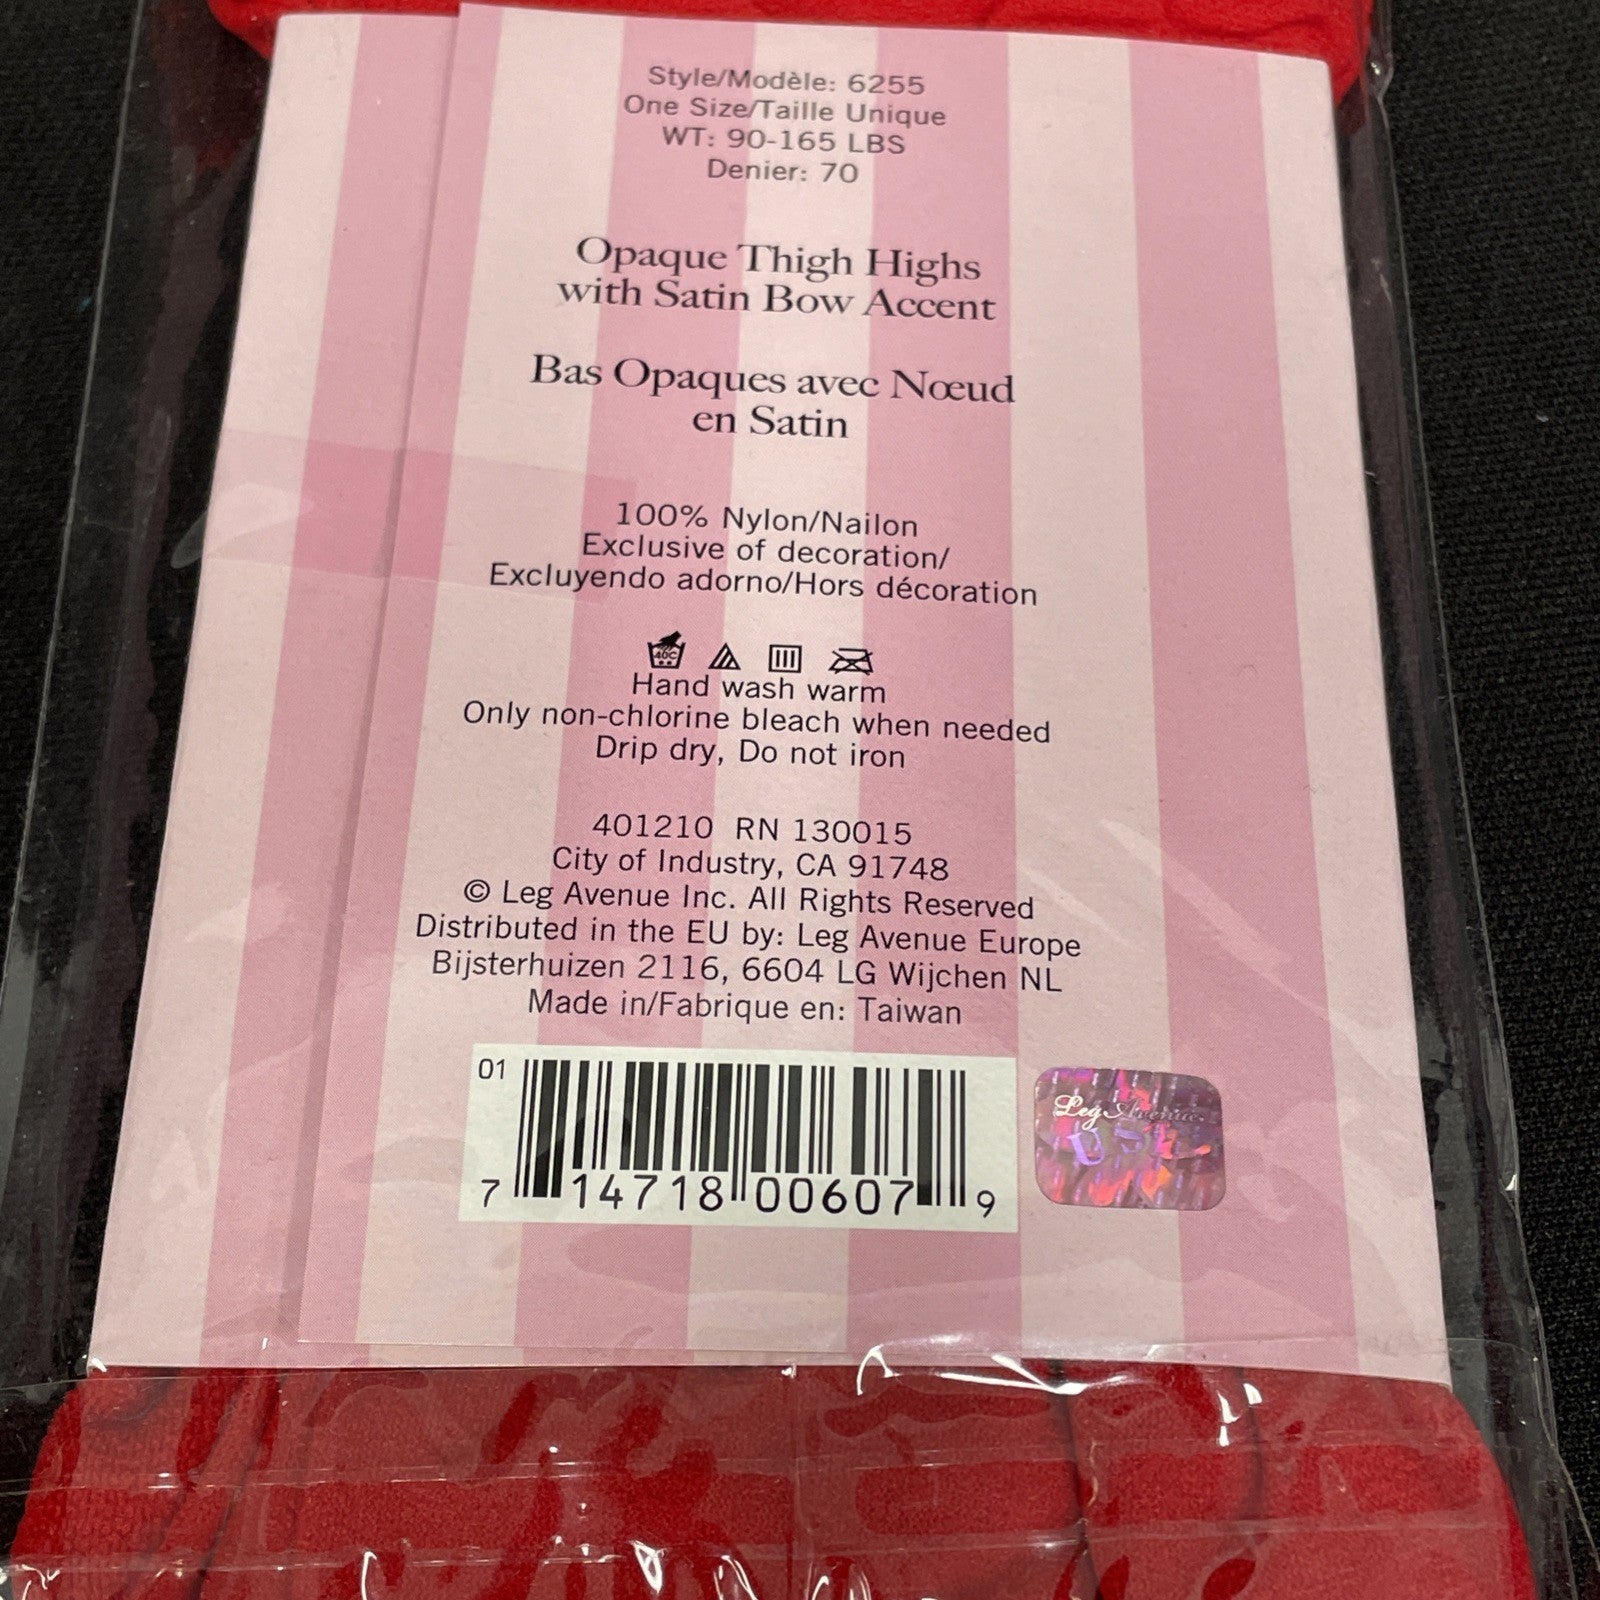 Style/Modèle: 6255
One Size/Taille Unique
WT: 90-165 LBS
Denier: 70
Opaque Thigh Highs
with Satin Bow Accent
Bas Opaques avec Nœud
en Satin
100% Nylon/Nailon
Exclusive of decoration/
Excluyendo adorno/Hors décoration
40C
Hand wash warm
Only non-chlorine bleach when needed
Drip dry, Do not iron
401210 RN 130015
City of Industry, CA 91748
© Leg Avenue Inc. All Rights Reserved
Distributed in the EU by: Leg Avenue Europe
Bijsterhuizen 2116, 6604 LG Wijchen NL
Made in/Fabrique en: Taiwan
01
7 14718 00607 9
Leg Avenue